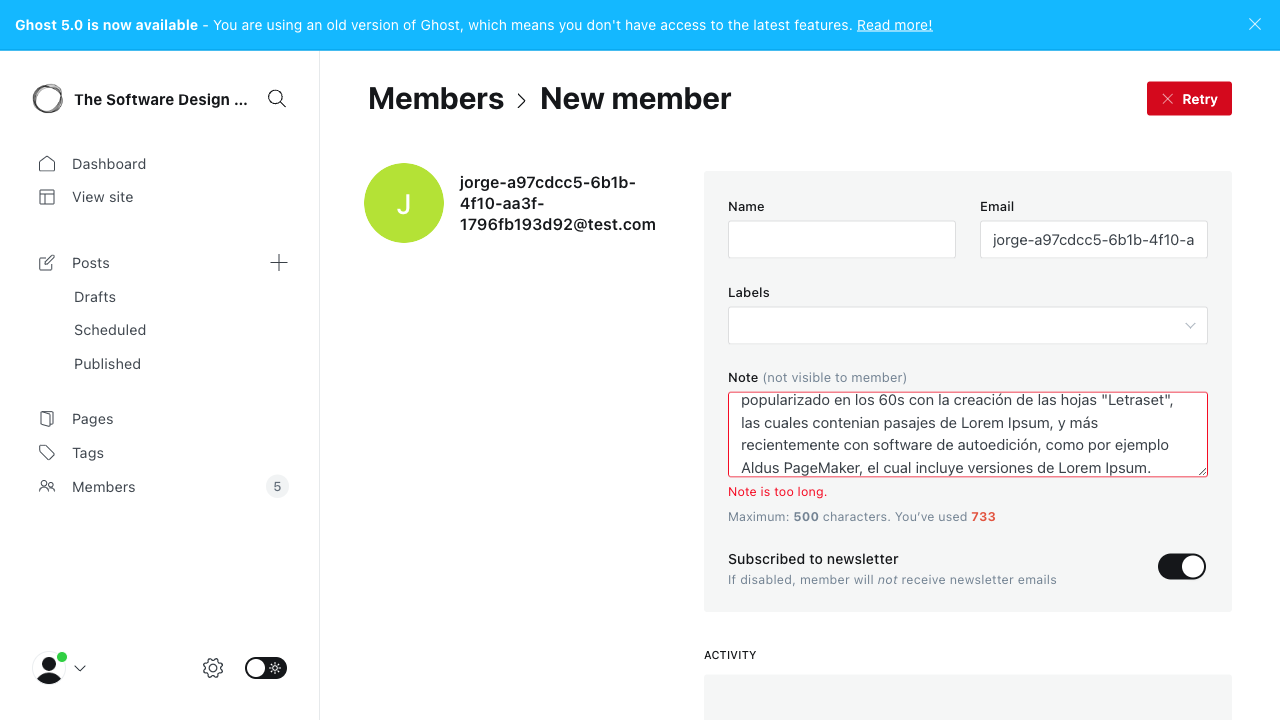 Ghost 5.0 is now available - You are using an old version of Ghost, which means you don't have access to the latest features. Read more!
The Software Design ...
Dashboard
View site
Posts
Drafts
Scheduled
Published
Pages
Tags
Members
5
Members > New member
Retry
J
jorge-a97cdcc5-6b1b-
4f10-aa3f-
1796fb193d92@test.com
Name
Email
jorge-a97cdcc5-6b1b-4f10-a
Labels
Note (not visible to member)
popularizado en los 60s con la creación de las hojas "Letraset",
las cuales contenian pasajes de Lorem Ipsum, y más
recientemente con software de autoedición, como por ejemplo
Aldus PageMaker, el cual incluye versiones de Lorem Ipsum.
Note is too long.
Maximum: 500 characters. You've used 733
Subscribed to newsletter
If disabled, member will not receive newsletter emails
ACTIVITY